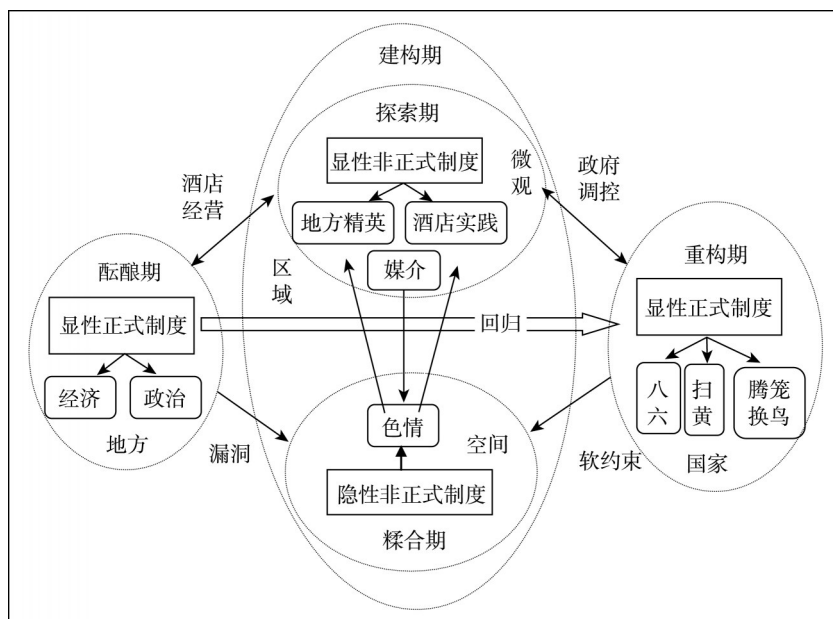 建构期
探索期
显性非正式制度
微
观
地方精英
酒店实践
媒介
区
域
酒店
经营
政府
调控
酝酿期
显性正式制度
经济
政治
地方
回归
重构期
显性正式制度
八
六
扫
黄
腾笼
换鸟
国家
漏洞
软约束
色情
空间
隐性非正式制度
糅合期